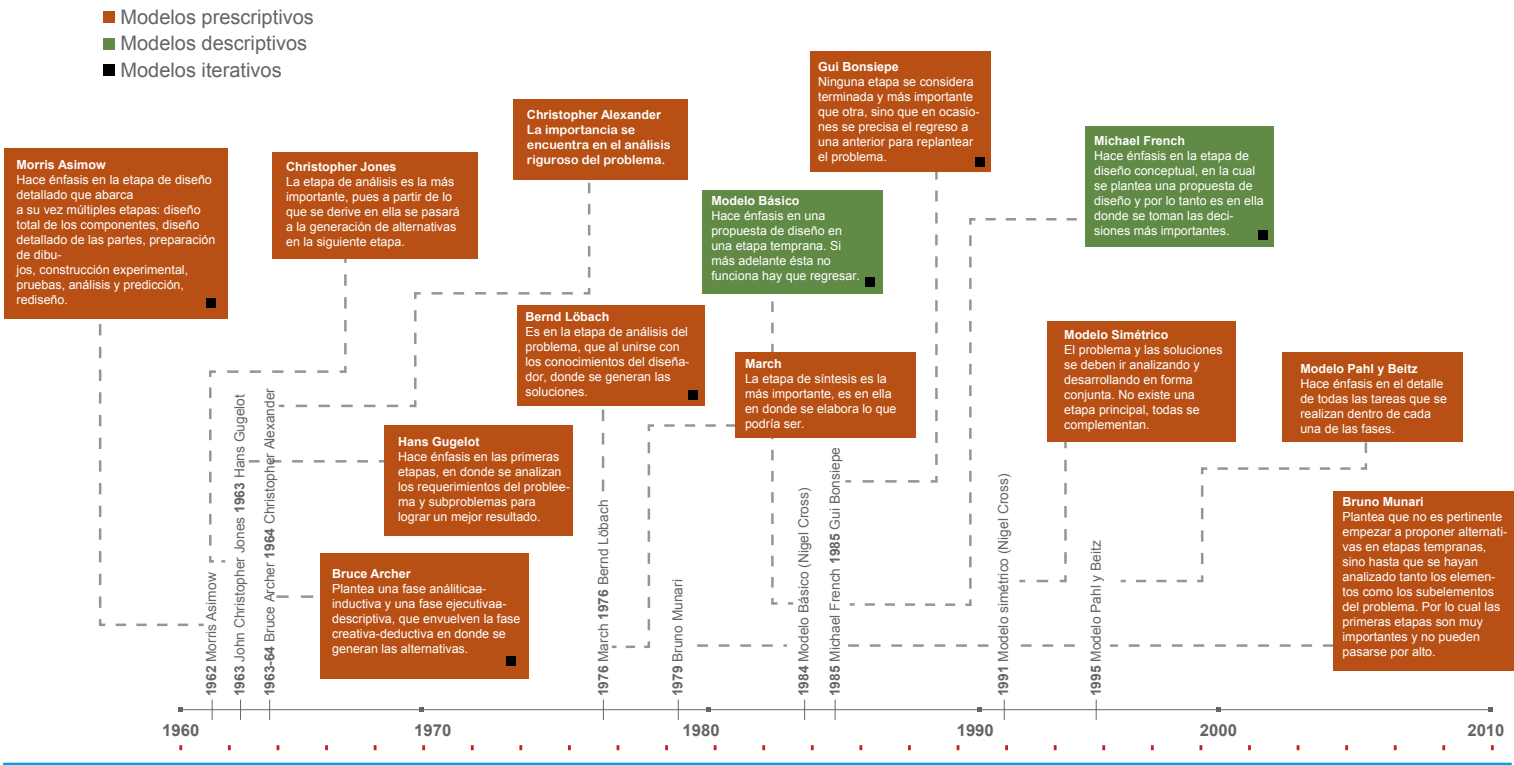 Modelos prescriptivos
Modelos descriptivos
Modelos iterativos
Morris Asimow
Hace énfasis en la etapa de diseño
detallado que abarca
a su vez múltiples etapas: diseño
total de los componentes, diseño
detallado de las partes, preparación
de dibu-
jos, construcción experimental,
pruebas, análisis y predicción,
rediseño.
Christopher Jones
La etapa de análisis es la más
importante, pues a partir de lo
que se derive en ella se pasará
a la generación de alternativas
en la siguiente etapa.
Christopher Alexander
La importancia se
encuentra en el análisis
riguroso del problema.
Gui Bonsiepe
Ninguna etapa se considera
terminada y más importante
que otra, sino que en ocasio-
nes se precisa el regreso a
una anterior para replantear
el problema.
Michael French
Hace énfasis en la etapa de
diseño conceptual, en la cual
se plantea una propuesta de
diseño y por lo tanto es en ella
donde se toman las deci-
siones más importantes.
Modelo Básico
Hace énfasis en una
propuesta de diseño en
una etapa temprana. Si
más adelante ésta no
funciona hay que regresar.
Bernd Löbach
Es en la etapa de análisis del
problema, que al unirse con
los conocimientos del diseña-
dor, donde se generan las
soluciones.
March
La etapa de síntesis es la
más importante, es en ella
en donde se elabora lo que
podría ser.
Modelo Simétrico
El problema y las soluciones
se deben ir analizando y
desarrollando en forma
conjunta. No existe una
etapa principal, todas se
complementan.
Modelo Pahl y Beitz
Hace énfasis en el detalle
de todas las tareas que se
realizan dentro de cada
una de las fases.
Hans Gugelot
Hace énfasis en las primeras
etapas, en donde se analizan
los requerimientos del probleе-
ma y subproblemas para
lograr un mejor resultado.
Bruce Archer
Plantea una fase análiticaa-
inductiva y una fase ejecutivaa-
descriptiva, que envuelven la fase
creativa-deductiva en donde se
generan las alternativas.
Bruno Munari
Plantea que no es pertinente
empezar a proponer alternati-
vas en etapas tempranas,
sino hasta que se hayan
analizado tanto los elemen-
tos como los subelementos
del problema. Por lo cual las
primeras etapas son muy
importantes y no pueden
pasarse por alto.
1962 Morris Asimow
1963 John Christopher Jones 1963 Hans Gugelot
1963-64 Bruce Archer 1964 Christopher Alexander
1976 March 1976 Bernd Löbach
1979 Bruno Munari
1984 Modelo Básico (Nigel Cross)
1985 Michael French 1985 Gui Bonsiepe
1991 Modelo simétrico (Nigel Cross)
1995 Modelo Pahl y Beitz
1960
1970
1980
1990
2000
2010